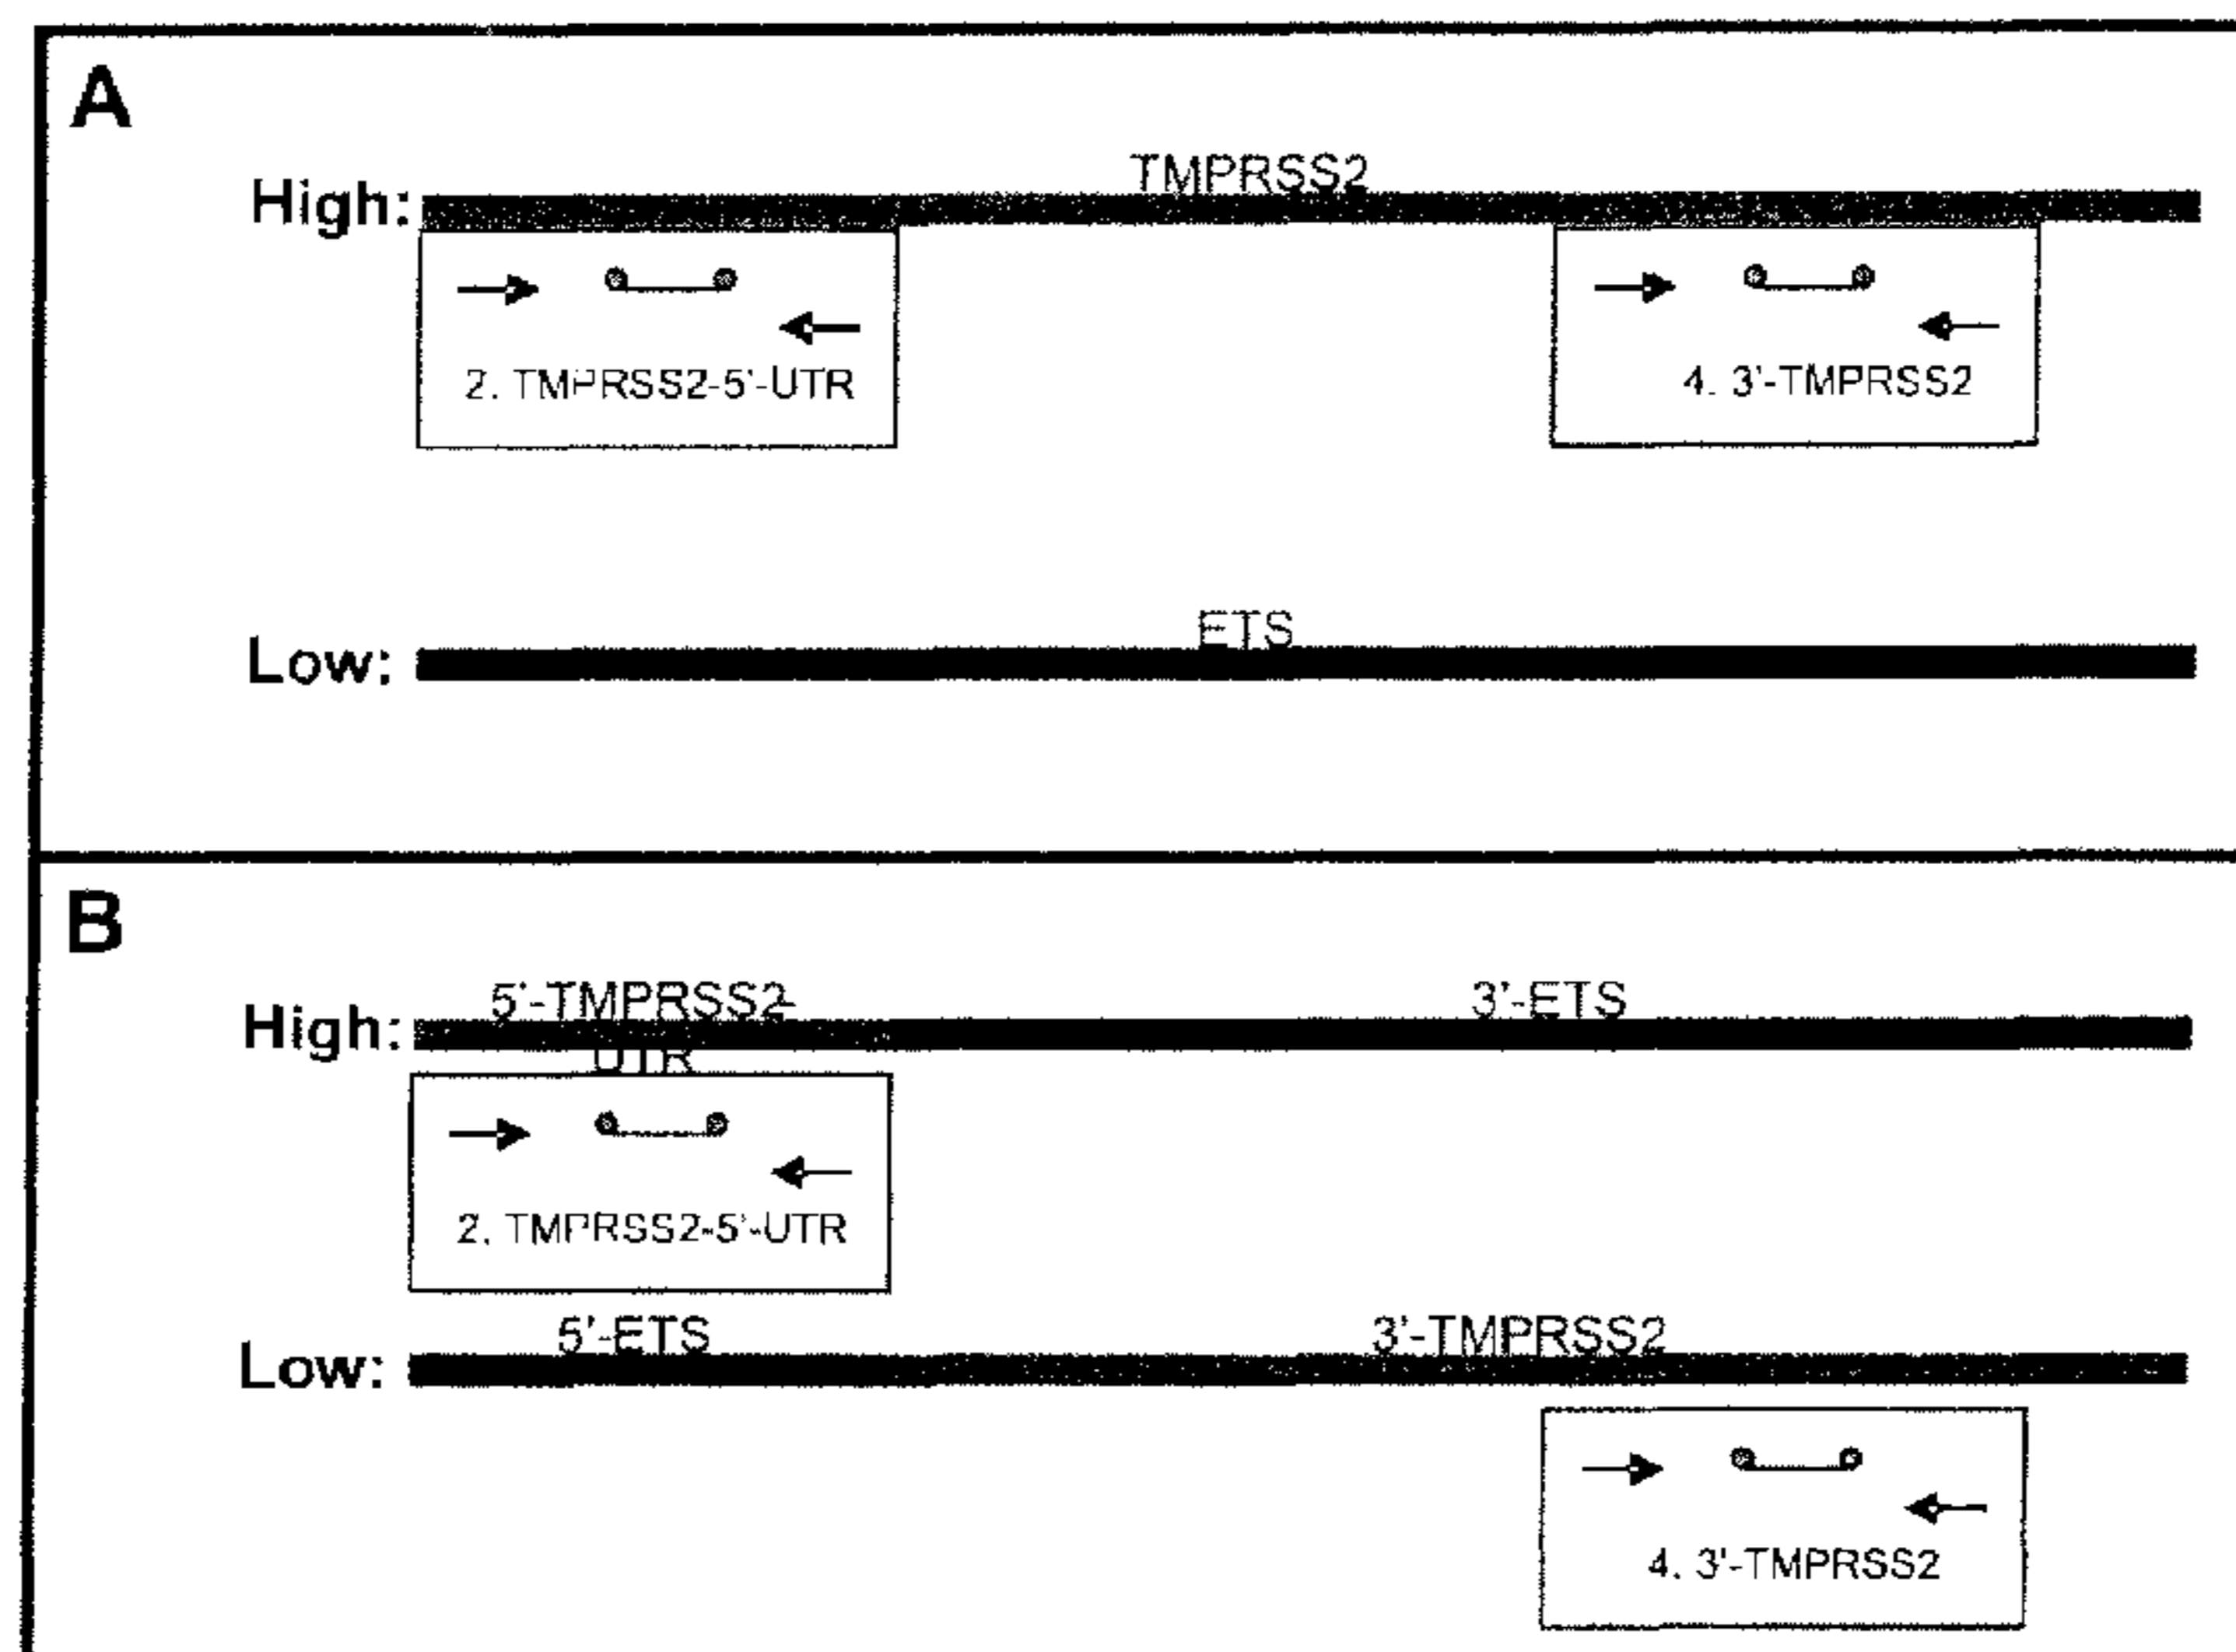 A
TMPRSS2
High:
2. TMPRSS2-5'-UTR
4. 3'-TMPRSS2
ETS
Low:
B
5'-TMPRSS2-
UTR
3'-ETS
High:
2. TMPRSS2-5'-UTR
5'-ETS
3'-TMPRSS2
Low:
4. 3'-TMPRSS2